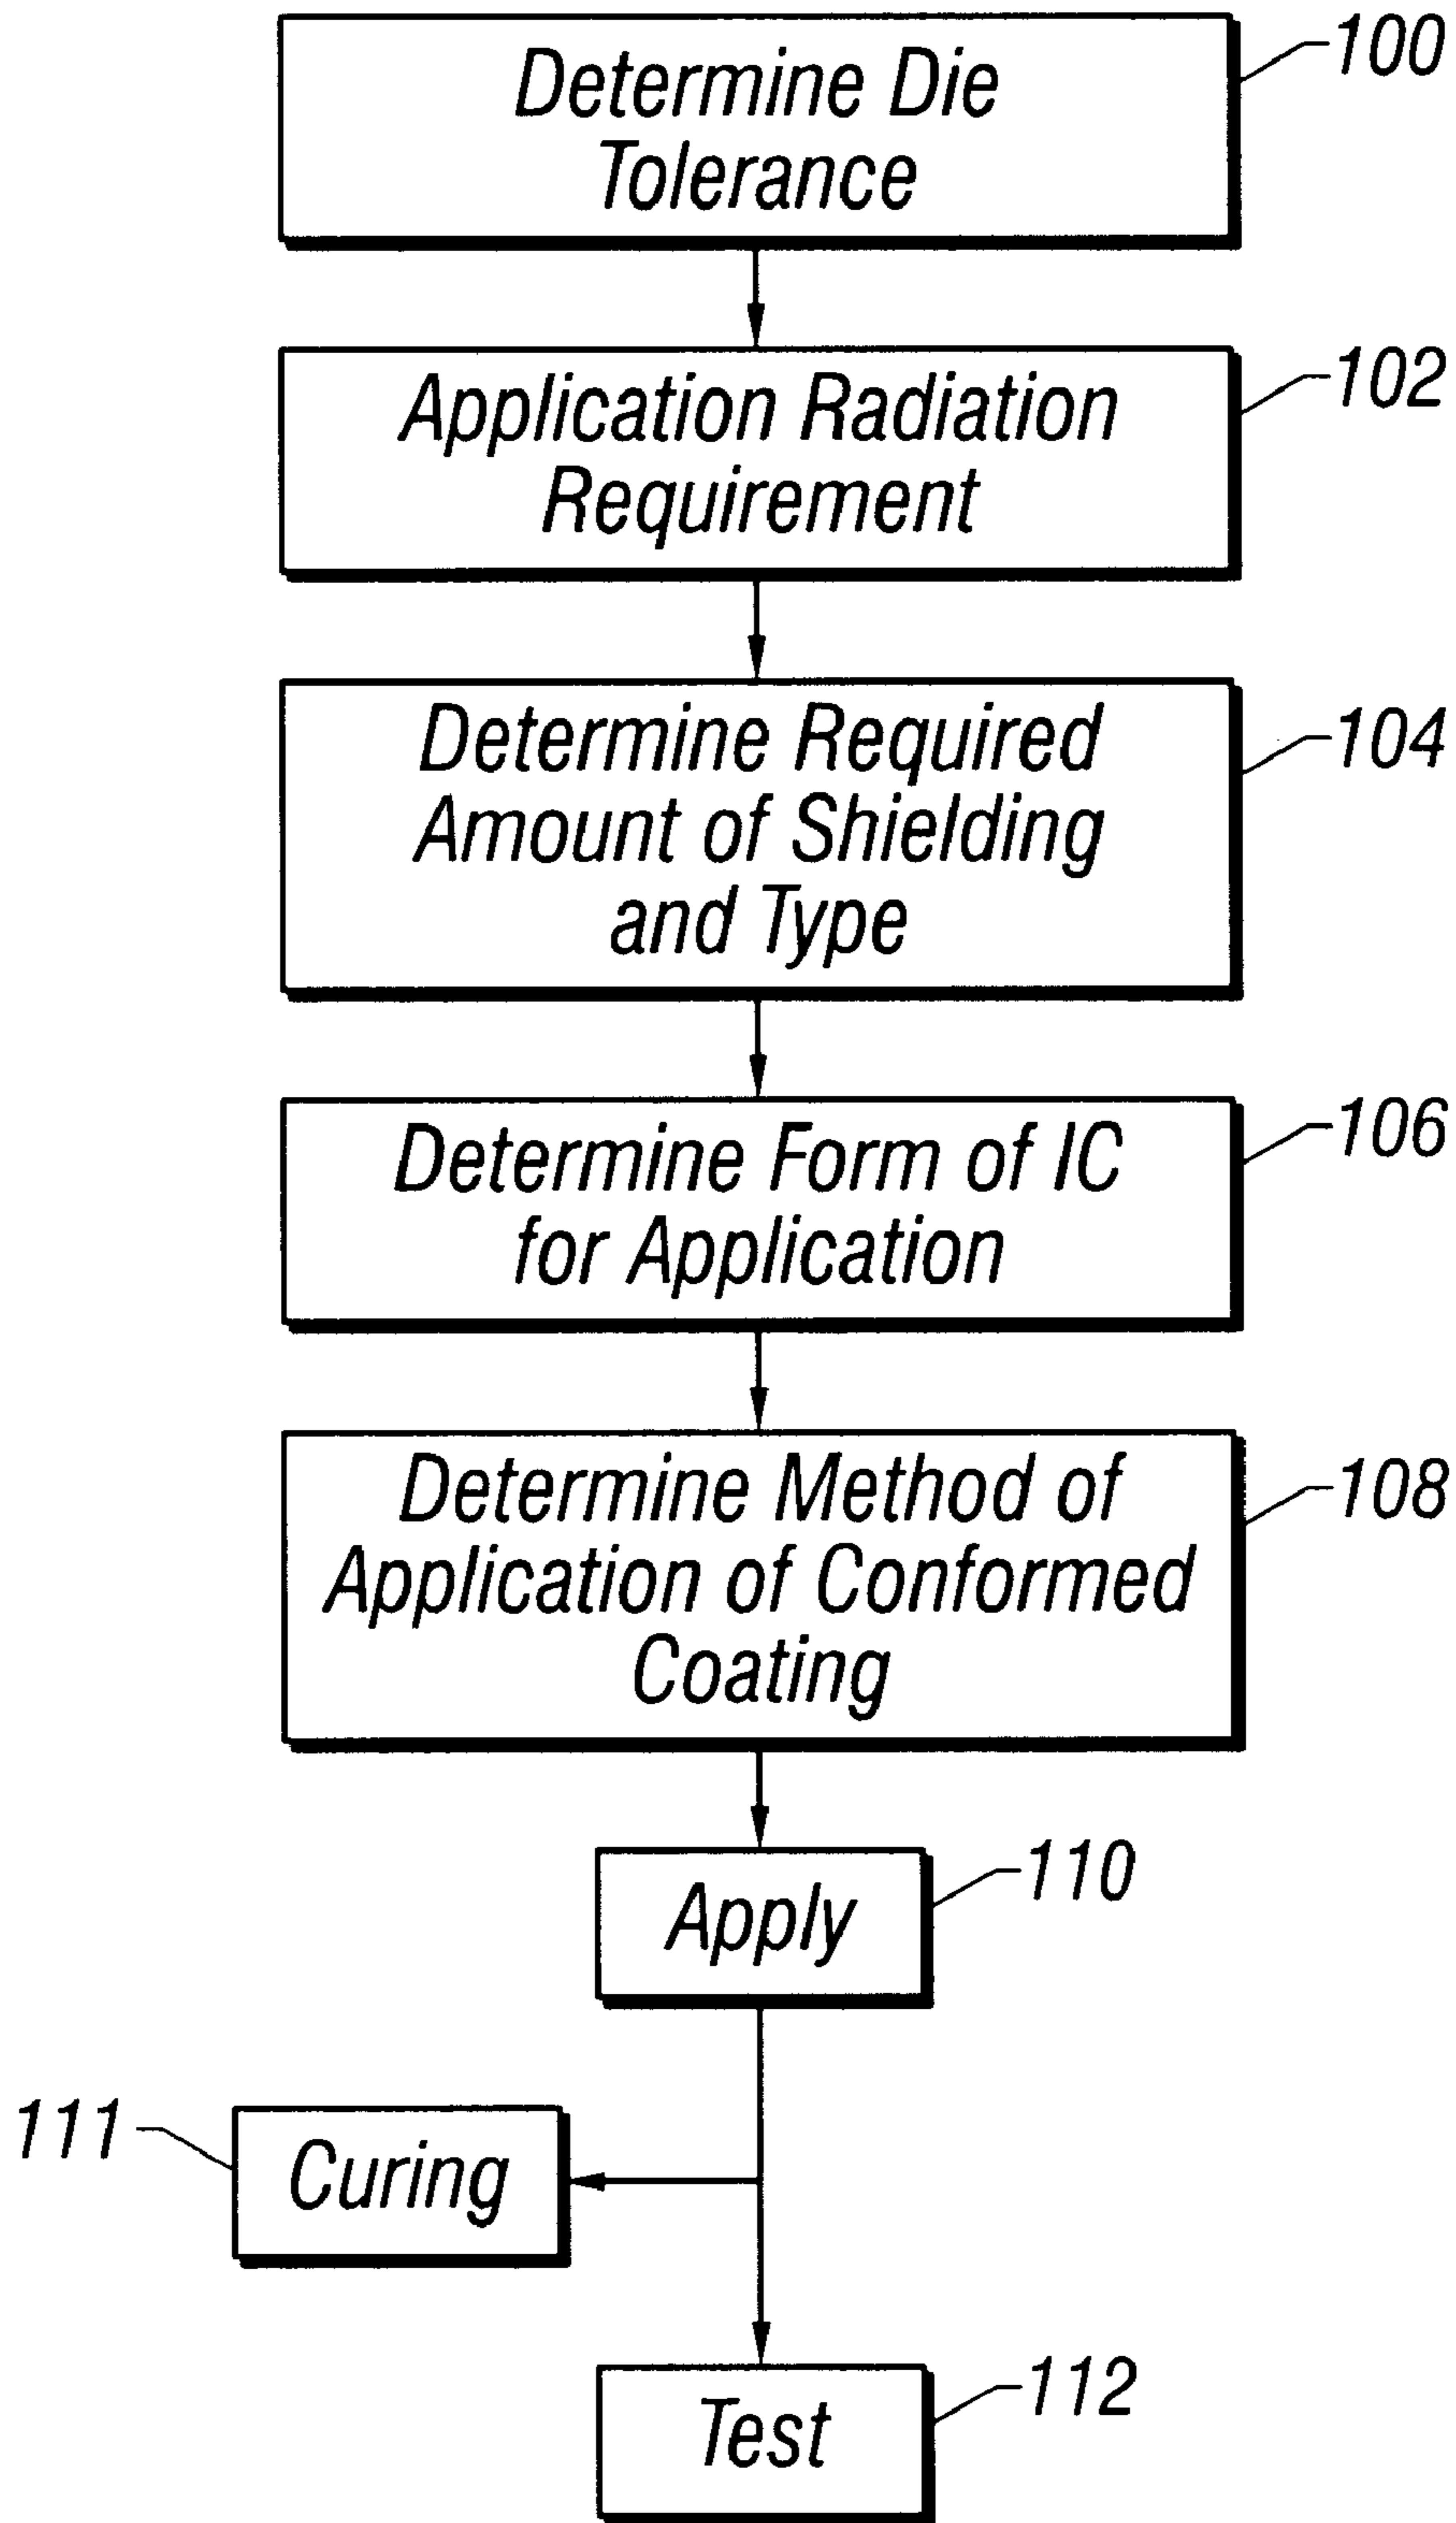 100
Determine Die
Tolerance
102
Application Radiation
Requirement
104
Determine Required
Amount of Shielding
and Type
106
Determine Form of IC
for Application
108
Determine Method of
Application of Conformed
Coating
110
Apply
111
Curing
112
Test